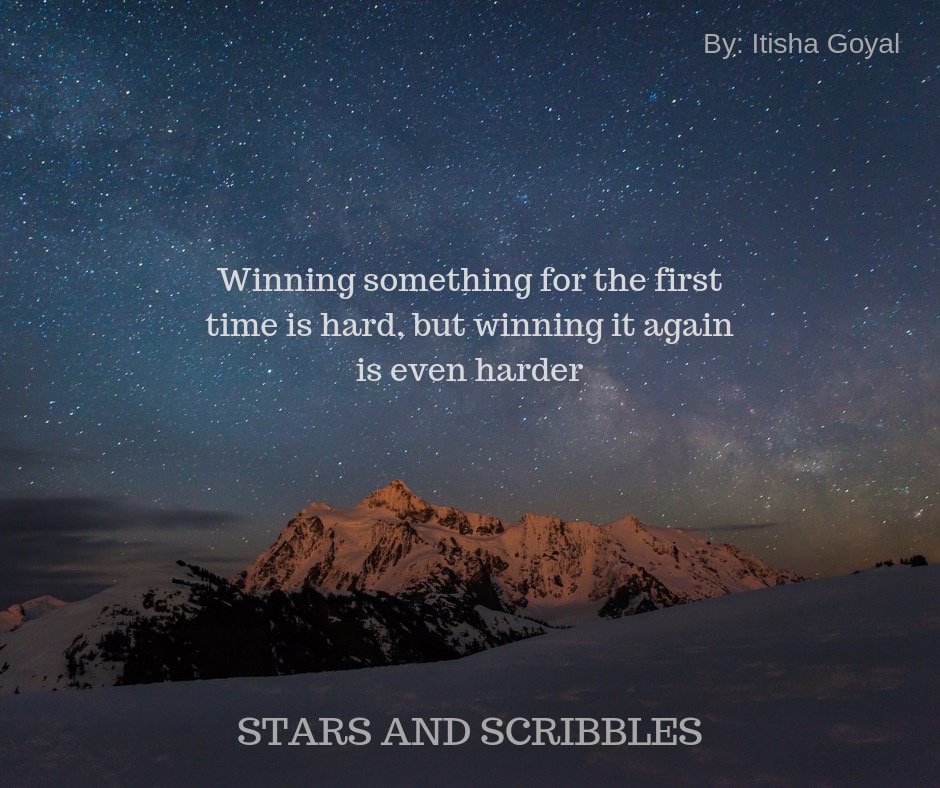 By: Itisha Goyal
Winning something for the first
time is hard, but winning it again
is even harder
STARS AND SCRIBBLES